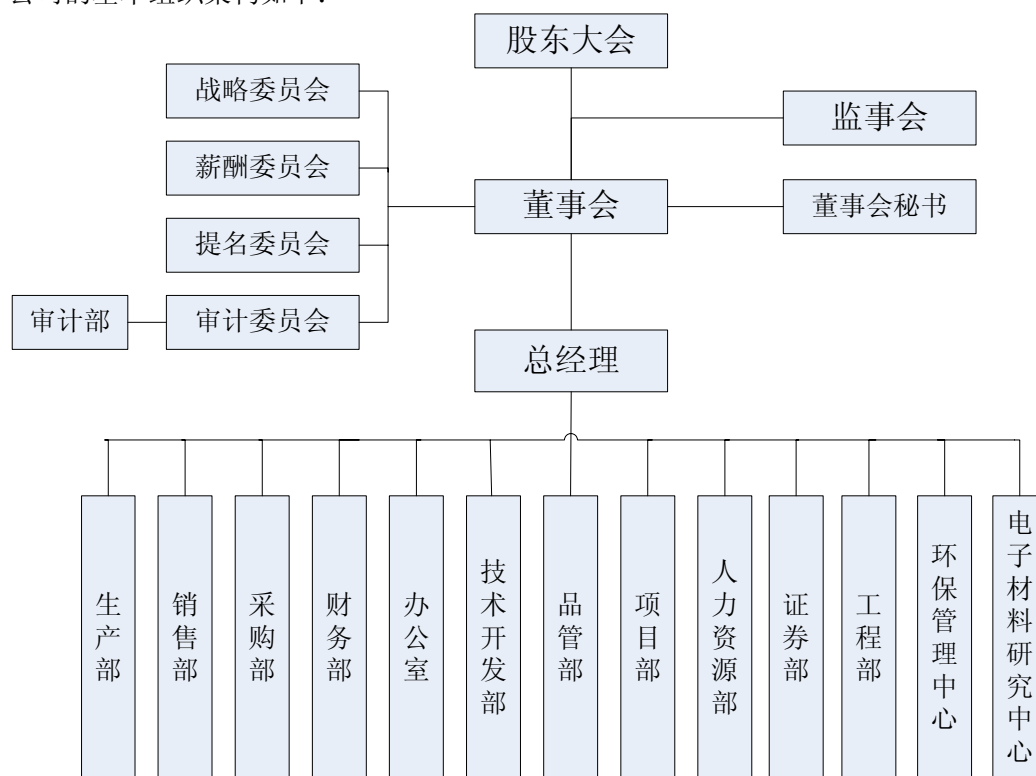 股东大会
战略委员会
监事会
薪酬委员会
董事会
董事会秘书
提名委员会
审计部
审计委员会
总经理
生产部
销售部
采购部
财务部
办公室
技术开发部
品管部
项目部
人力资源部
证券部
工程部
环保管理中心
电子材料研究中心